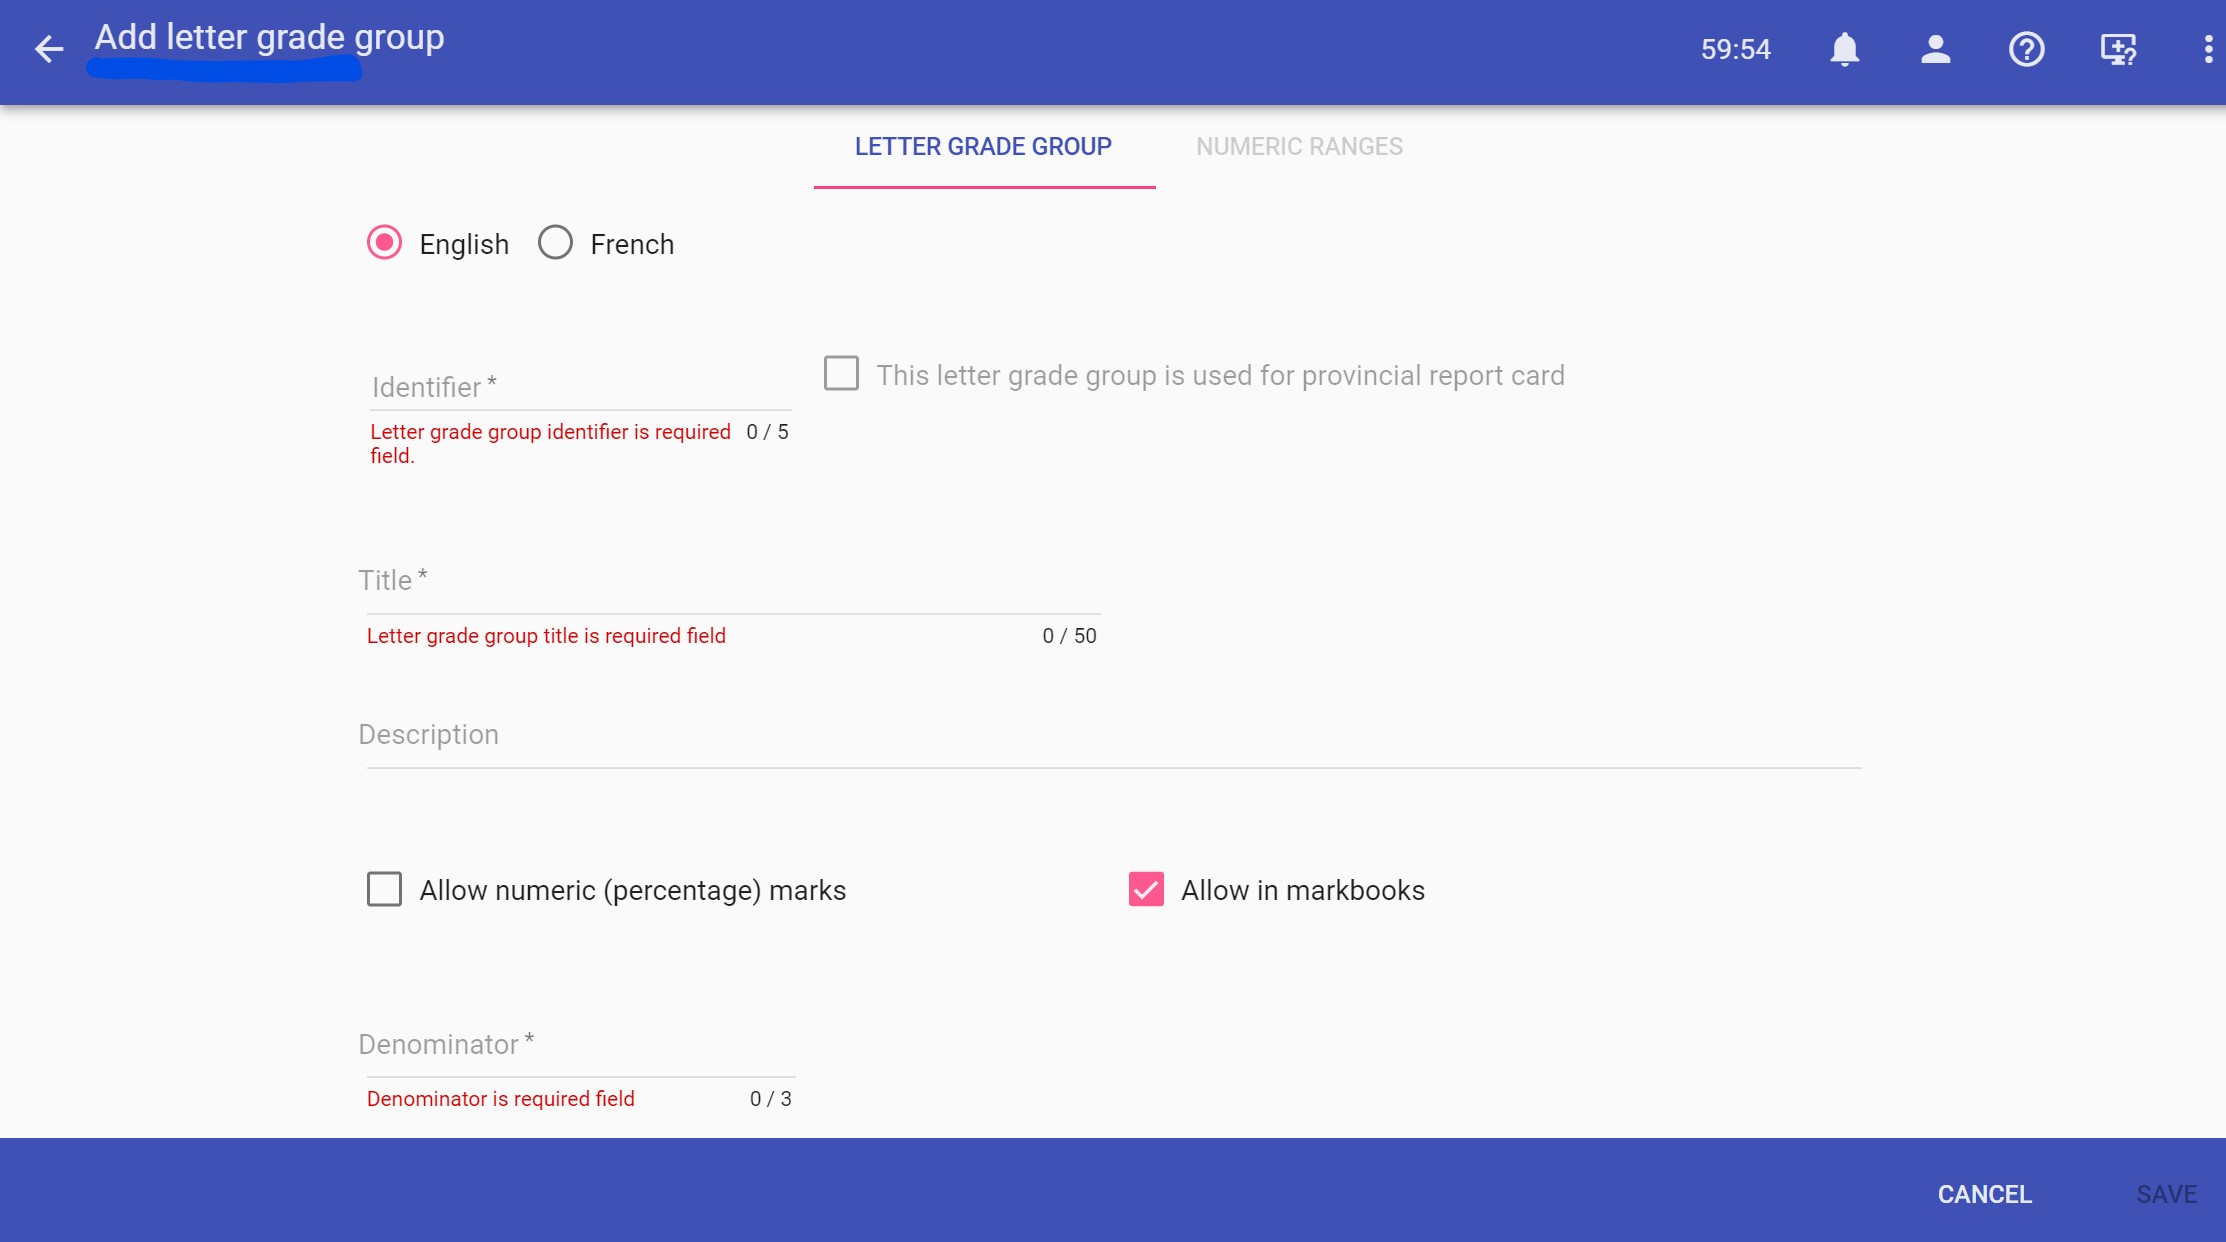 Add letter grade group
59:54
LETTER GRADE GROUP NUMERIC RANGES
English French
Identifier * This letter grade group is used for provincial report card
Letter grade group identifier is required 0 / 5
field.
Title *
Letter grade group title is required field 0 / 50
Description
Allow numeric (percentage) marks Allow in markbooks
Denominator *
Denominator is required field 0 / 3
CANCEL SAVE